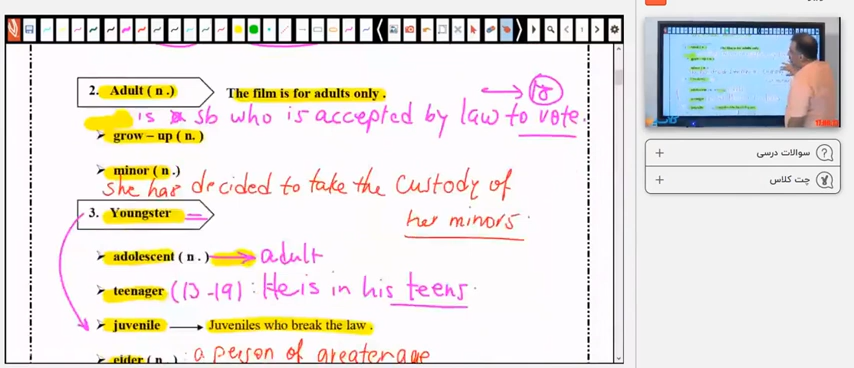 2. Adult ( n .) The film is for adults only . ↔ 18
is a sb who is accepted by law to vote.
➢ grow – up (n.)
➢ minor ( n .)
she has decided to take the custody of
her minors.
3. Youngster
➢ adolescent ( n . ) → adult
➢ teenager (13 - 19) : He is in his teens.
➢ juvenile → Juveniles who break the law .
➢ elder ( n ) : a person of greater age
سوالات درسی
چت کلاس